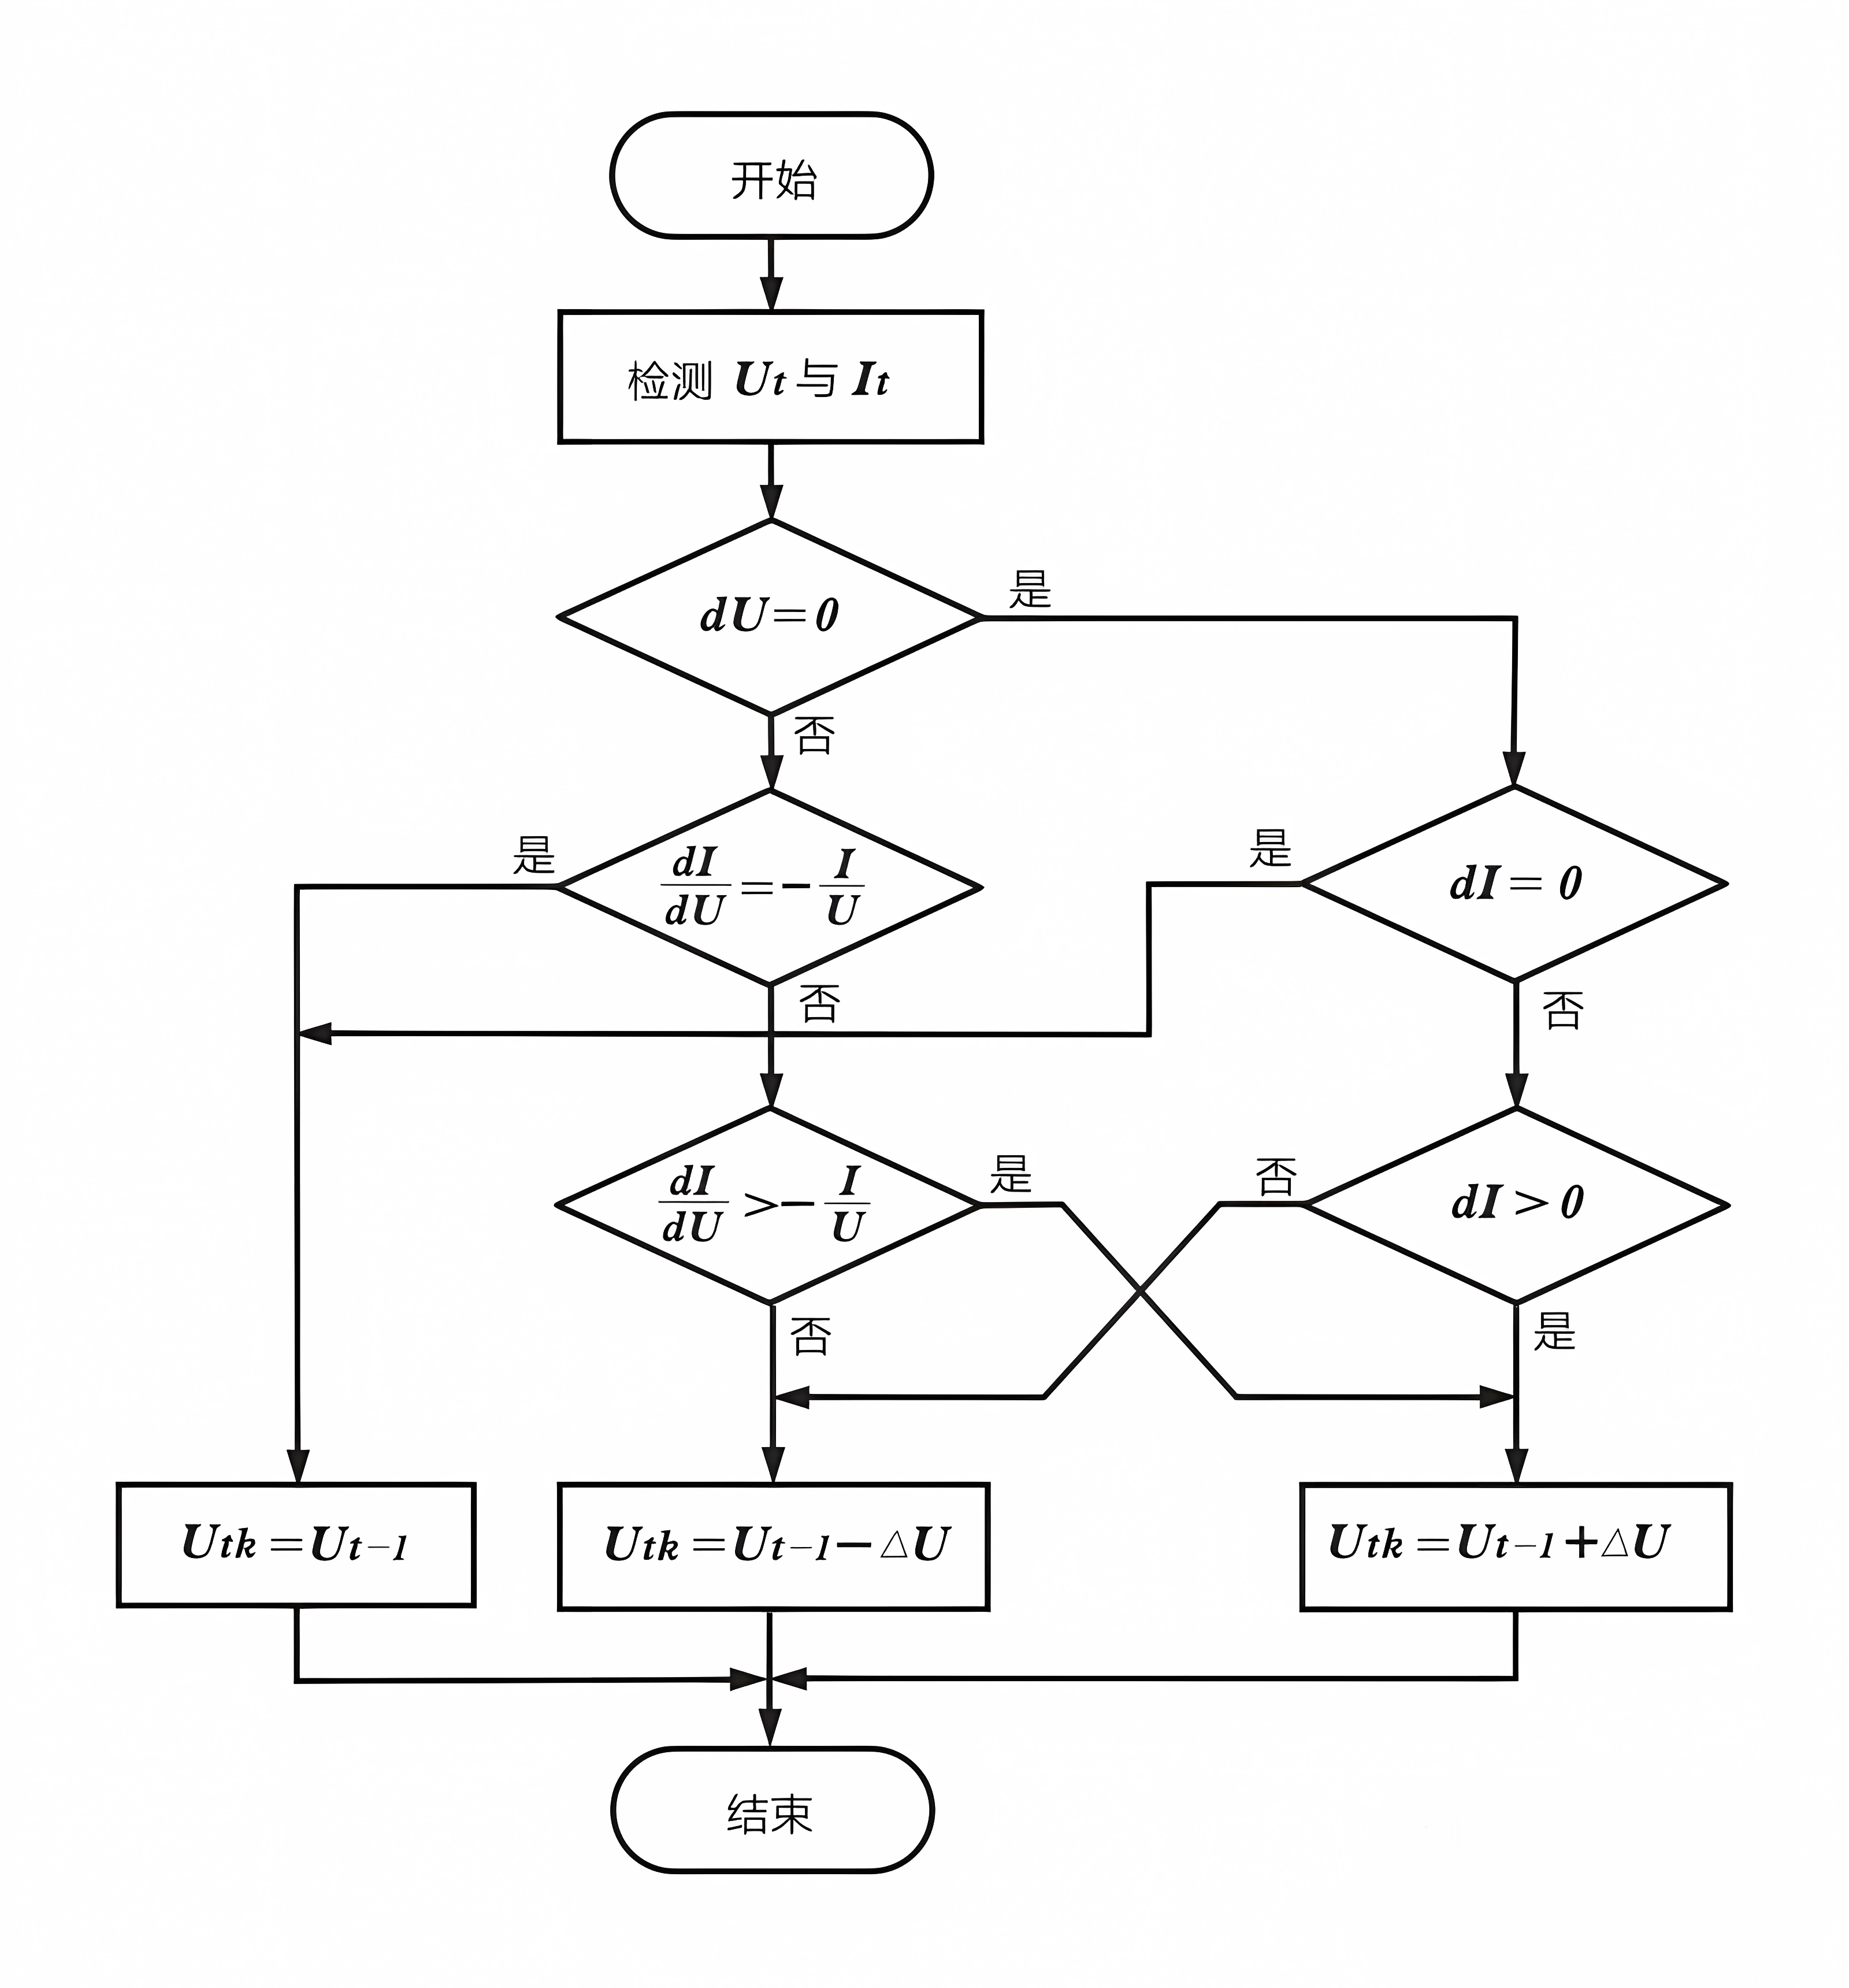 开始
检测 Ut 与 It
dU=0
是
否
是
dI/dU=-I/U
是
dI= 0
否
否
dI/dU>-I/U
是
否
dI>0
否
是
Utk=Ut-1
Utk=Ut-1-△U
Utk=Ut-1+△U
结束